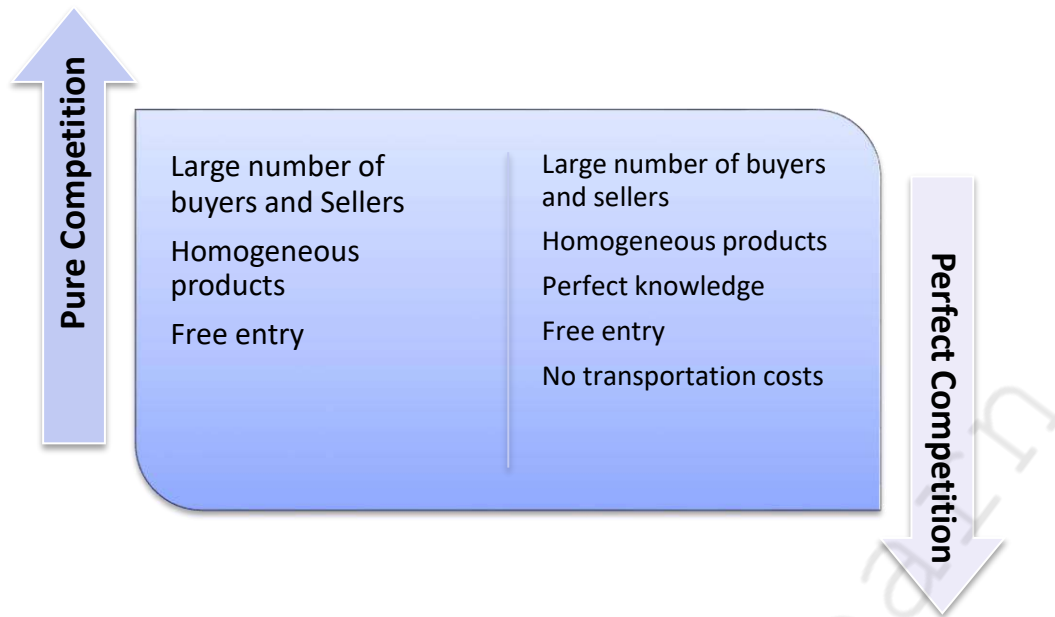 Pure Competition
Large number of
buyers and Sellers
Homogeneous
products
Free entry
Large number of buyers
and sellers
Homogeneous products
Perfect knowledge
Free entry
No transportation costs
Perfect Competition